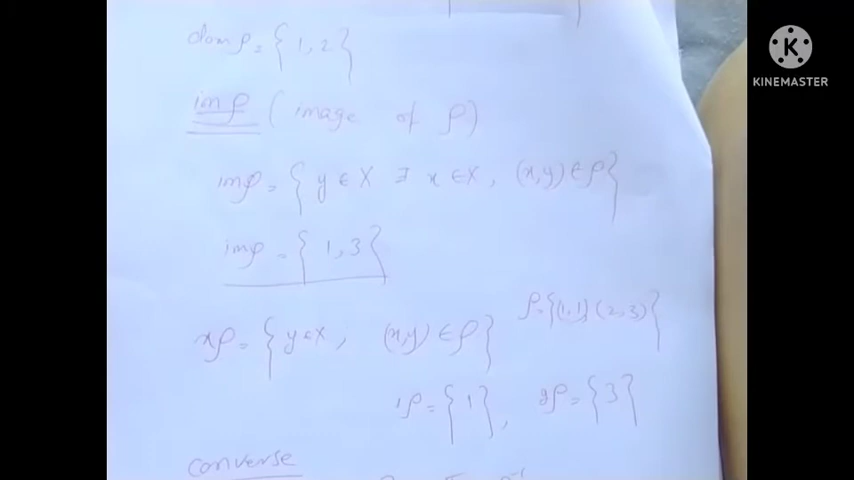 dom ρ = { 1, 2 }
im ρ ( image of ρ )
im ρ = { y ∈ X ∃ x ∈ X , (x,y) ∈ ρ }
im ρ = { 1, 3 }
ρ = { (1,1) (2,3) }
xρ = { y ∈ X , (x,y) ∈ ρ }
1ρ = { 1 } , 2ρ = { 3 }
converse
KINEMASTER